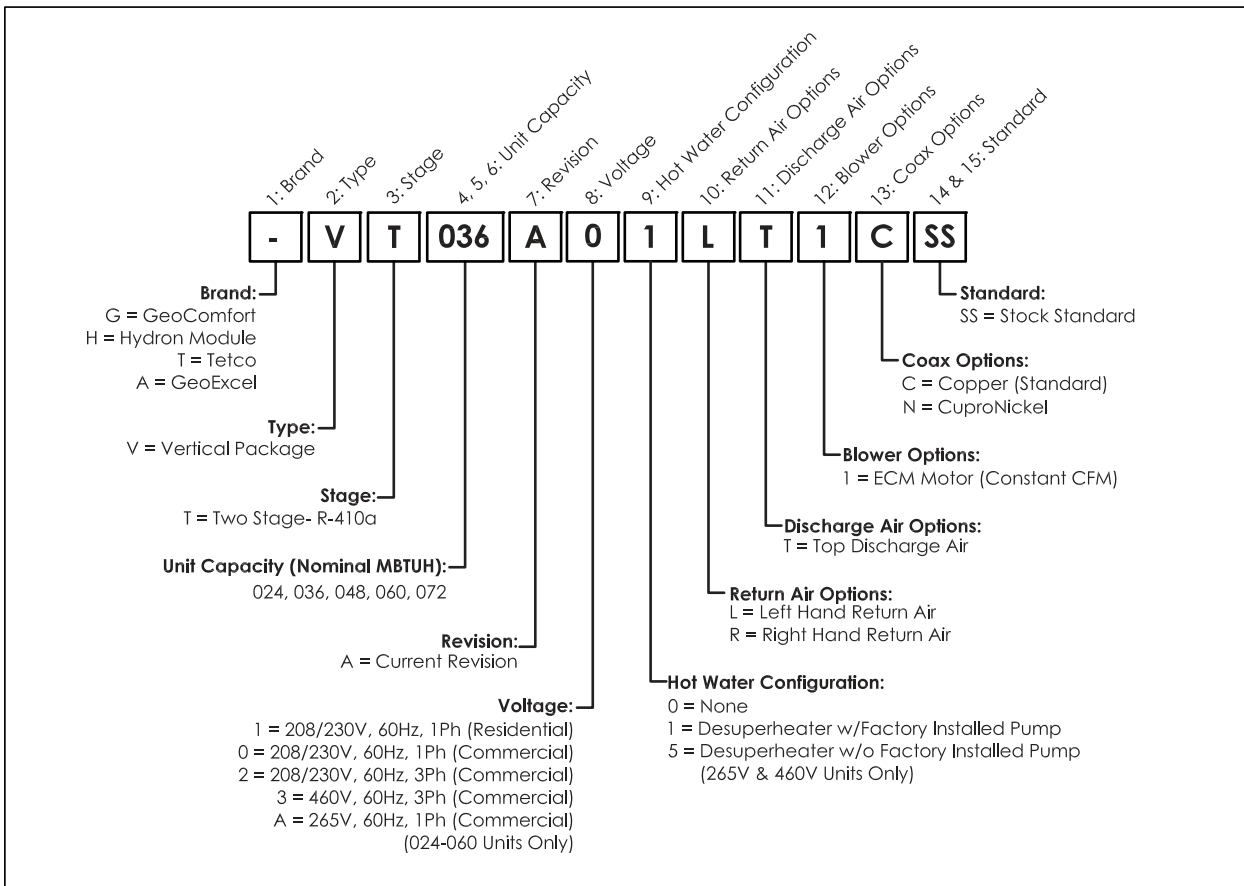 1: Brand
2: Type
3: Stage
4, 5, 6: Unit Capacity
7: Revision
8: Voltage
9: Hot Water Configuration
10: Return Air Options
11: Discharge Air Options
12: Blower Options
13: Coax Options
14 & 15: Standard
- V T 036 A 0 1 L T 1 C SS
Brand:
G = GeoComfort
H = Hydron Module
T = Tetco
A = GeoExcel
Type:
V = Vertical Package
Stage:
T = Two Stage- R-410a
Unit Capacity (Nominal MBTUH):
024, 036, 048, 060, 072
Revision:
A = Current Revision
Voltage:
1 = 208/230V, 60Hz, 1Ph (Residential)
0 = 208/230V, 60Hz, 1Ph (Commercial)
2 = 208/230V, 60Hz, 3Ph (Commercial)
3 = 460V, 60Hz, 3Ph (Commercial)
A = 265V, 60Hz, 1Ph (Commercial)
(024-060 Units Only)
Standard:
SS = Stock Standard
Coax Options:
C = Copper (Standard)
N = CuproNickel
Blower Options:
1 = ECM Motor (Constant CFM)
Discharge Air Options:
T = Top Discharge Air
Return Air Options:
L = Left Hand Return Air
R = Right Hand Return Air
Hot Water Configuration:
0 = None
1 = Desuperheater w/Factory Installed Pump
5 = Desuperheater w/o Factory Installed Pump
(265V & 460V Units Only)